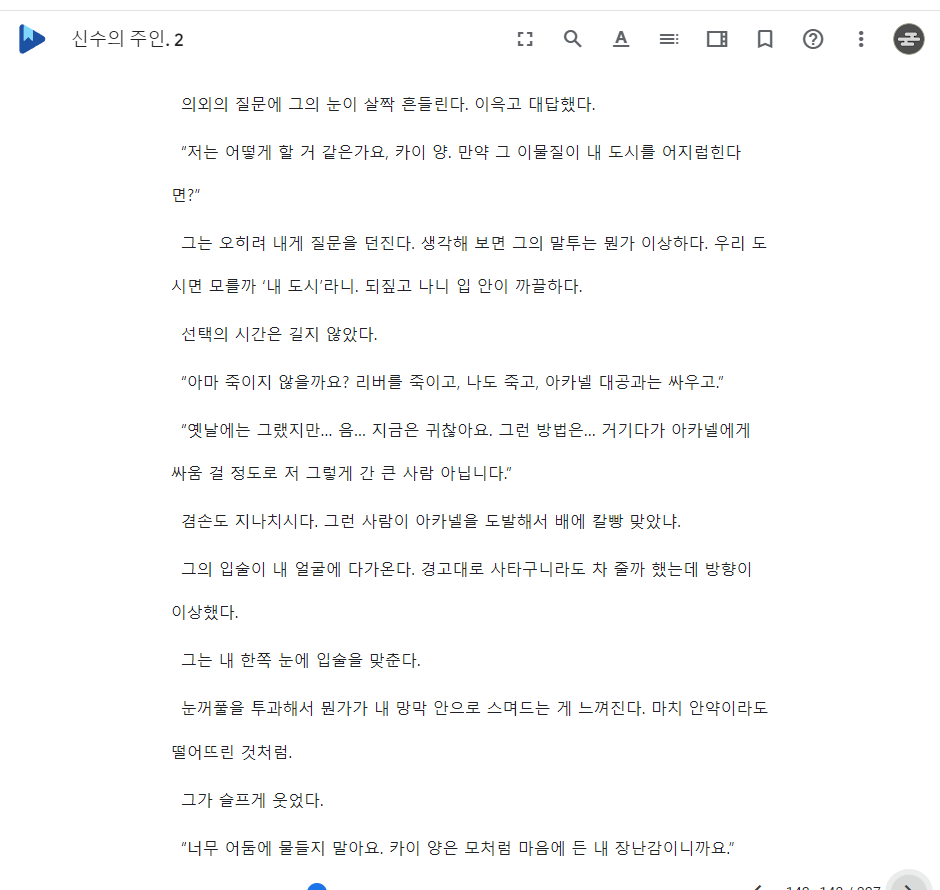 신수의 주인. 2
의외의 질문에 그의 눈이 살짝 흔들린다. 이윽고 대답했다.
“저는 어떻게 할 거 같은가요, 카이 양. 만약 그 이물질이 내 도시를 어지럽힌다
면?”
그는 오히려 내게 질문을 던진다. 생각해 보면 그의 말투는 뭔가 이상하다. 우리 도
시면 모를까 ‘내 도시’라니. 되짚고 나니 입 안이 까끌하다.
선택의 시간은 길지 않았다.
“아마 죽이지 않을까요? 리버를 죽이고, 나도 죽고, 아카넬 대공과는 싸우고.”
“옛날에는 그랬지만... 음... 지금은 귀찮아요. 그런 방법은... 거기다가 아카넬에게
싸움 걸 정도로 저 그렇게 간 큰 사람 아닙니다.”
겸손도 지나치시다. 그런 사람이 아카넬을 도발해서 배에 칼빵 맞았냐.
그의 입술이 내 얼굴에 다가온다. 경고대로 사타구니라도 차 줄까 했는데 방향이
이상했다.
그는 내 한쪽 눈에 입술을 맞춘다.
눈꺼풀을 투과해서 뭔가가 내 망막 안으로 스며드는 게 느껴진다. 마치 안약이라도
떨어뜨린 것처럼.
그가 슬프게 웃었다.
“너무 어둠에 물들지 말아요. 카이 양은 모처럼 마음에 든 내 장난감이니까요.”